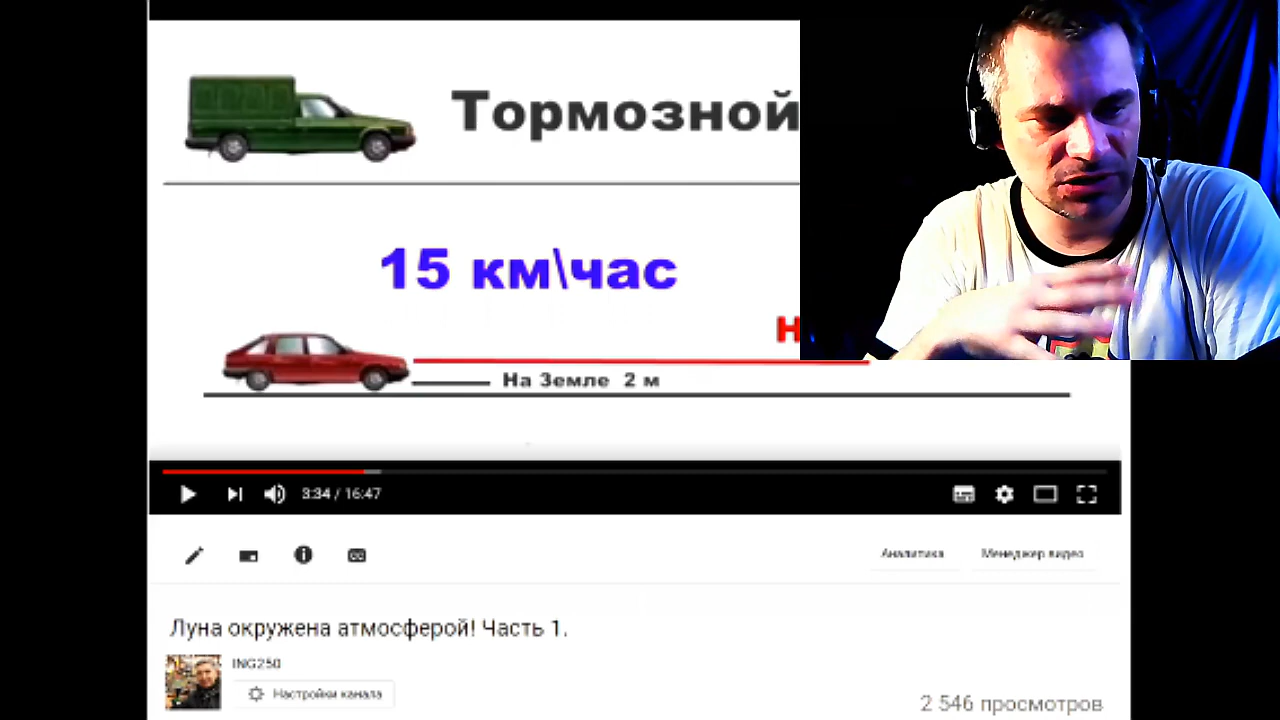 Тормозной
15 км\час
Н
На Земле 2 м
3:34 / 16:47
Аналитика Менеджер видео
Луна окружена атмосферой! Часть 1.
ING250
Настройки канала
2 546 просмотров